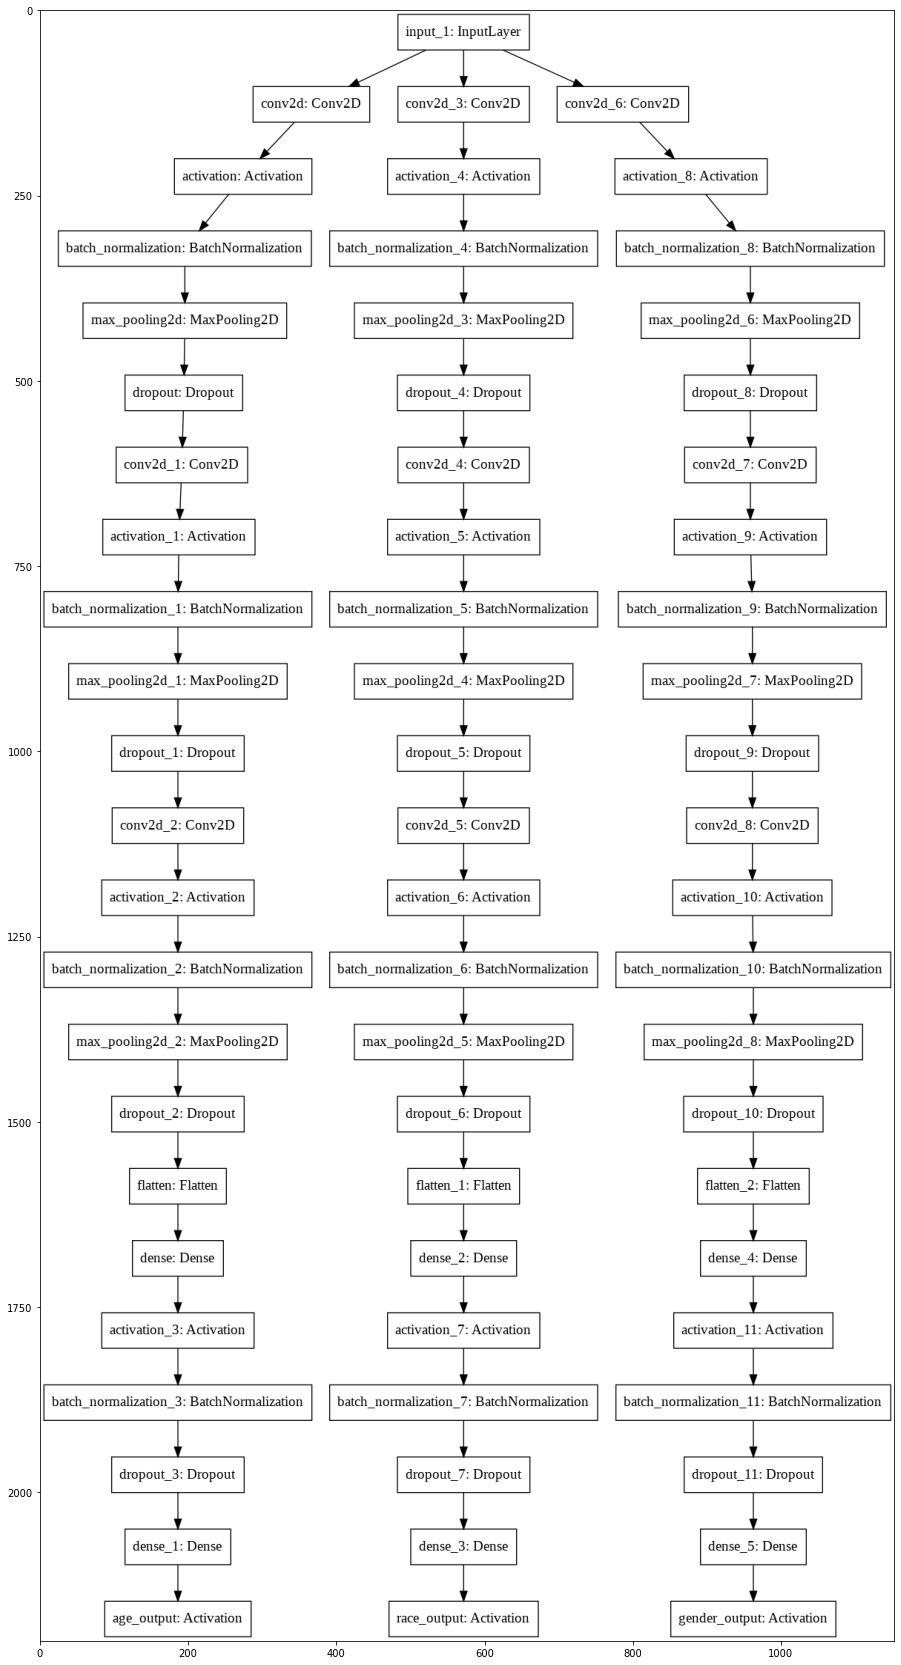 0
input_1: InputLayer
conv2d: Conv2D
conv2d_3: Conv2D
conv2d_6: Conv2D
activation: Activation
activation_4: Activation
activation_8: Activation
250
batch_normalization: BatchNormalization
batch_normalization_4: BatchNormalization
batch_normalization_8: BatchNormalization
max_pooling2d: MaxPooling2D
max_pooling2d_3: MaxPooling2D
max_pooling2d_6: MaxPooling2D
500
dropout: Dropout
dropout_4: Dropout
dropout_8: Dropout
conv2d_1: Conv2D
conv2d_4: Conv2D
conv2d_7: Conv2D
activation_1: Activation
activation_5: Activation
activation_9: Activation
750
batch_normalization_1: BatchNormalization
batch_normalization_5: BatchNormalization
batch_normalization_9: BatchNormalization
max_pooling2d_1: MaxPooling2D
max_pooling2d_4: MaxPooling2D
max_pooling2d_7: MaxPooling2D
1000
dropout_1: Dropout
dropout_5: Dropout
dropout_9: Dropout
conv2d_2: Conv2D
conv2d_5: Conv2D
conv2d_8: Conv2D
activation_2: Activation
activation_6: Activation
activation_10: Activation
1250
batch_normalization_2: BatchNormalization
batch_normalization_6: BatchNormalization
batch_normalization_10: BatchNormalization
max_pooling2d_2: MaxPooling2D
max_pooling2d_5: MaxPooling2D
max_pooling2d_8: MaxPooling2D
1500
dropout_2: Dropout
dropout_6: Dropout
dropout_10: Dropout
flatten: Flatten
flatten_1: Flatten
flatten_2: Flatten
dense: Dense
dense_2: Dense
dense_4: Dense
1750
activation_3: Activation
activation_7: Activation
activation_11: Activation
batch_normalization_3: BatchNormalization
batch_normalization_7: BatchNormalization
batch_normalization_11: BatchNormalization
2000
dropout_3: Dropout
dropout_7: Dropout
dropout_11: Dropout
dense_1: Dense
dense_3: Dense
dense_5: Dense
age_output: Activation
race_output: Activation
gender_output: Activation
0 200 400 600 800 1000